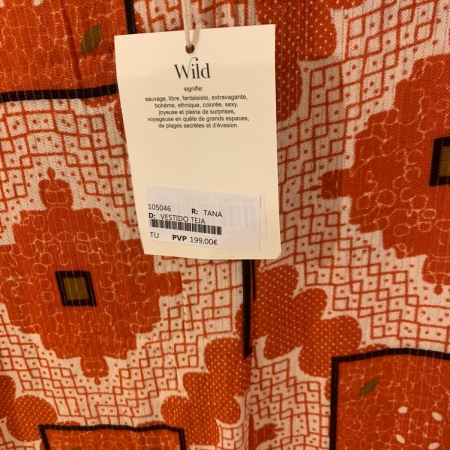 Wild
signifie:
sauvage, libre, fantaisiste, extravagante,
bohème, ethnique, colorée, sexy,
joyeuse et pleine de surprises,
voyageuse en quête de grands espaces,
de plages secrètes et d'évasion.
105046 R: TANA
D: VESTIDO TEJA
TU PVP 199,00€